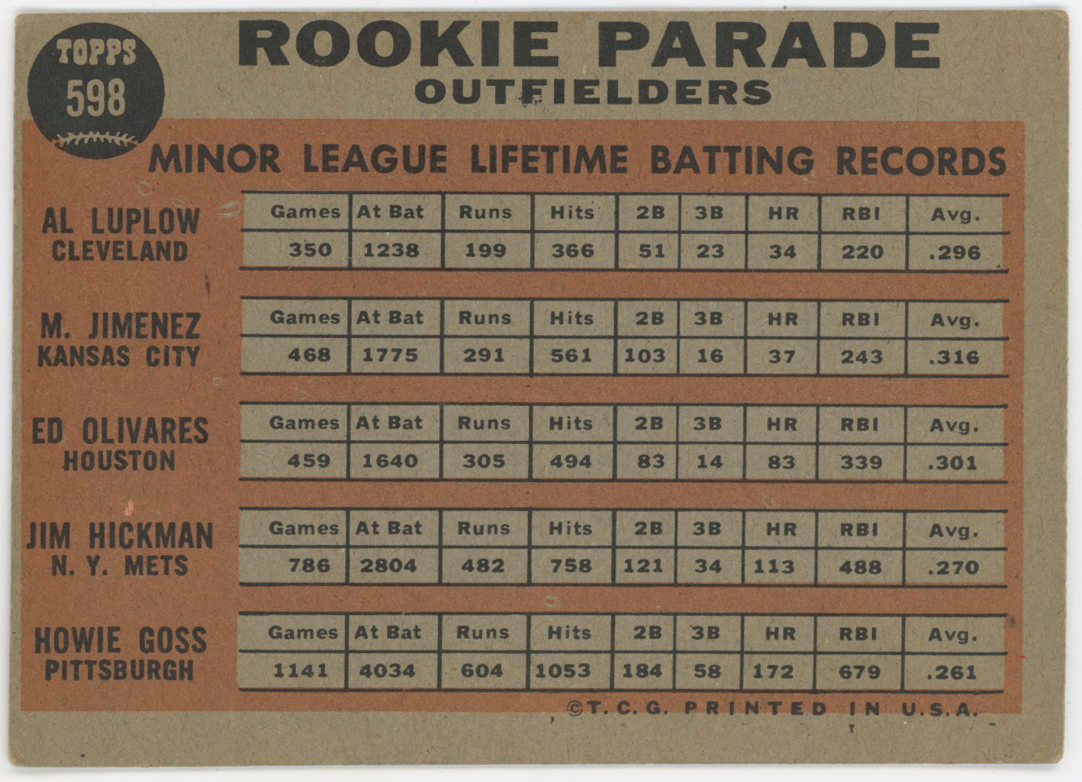 TOPPS
598
ROOKIE PARADE
OUTFIELDERS
MINOR LEAGUE LIFETIME BATTING RECORDS
AL LUPLOW
CLEVELAND
Games At Bat Runs Hits 2B 3B HR RBI Avg.
350 1238 199 366 51 23 34 220 .296
M. JIMENEZ
KANSAS CITY
Games At Bat Runs Hits 2B 3B HR RBI Avg.
468 1775 291 561 103 16 37 243 .316
ED OLIVARES
HOUSTON
Games At Bat Runs Hits 2B 3B HR RBI Avg.
459 1640 305 494 83 14 83 339 .301
JIM HICKMAN
N. Y. METS
Games At Bat Runs Hits 2B 3B HR RBI Avg.
786 2804 482 758 121 34 113 488 .270
HOWIE GOSS
PITTSBURGH
Games At Bat Runs Hits 2B 3B HR RBI Avg.
1141 4034 604 1053 184 58 172 679 .261
©T. C. G. PRINTED IN U.S.A.